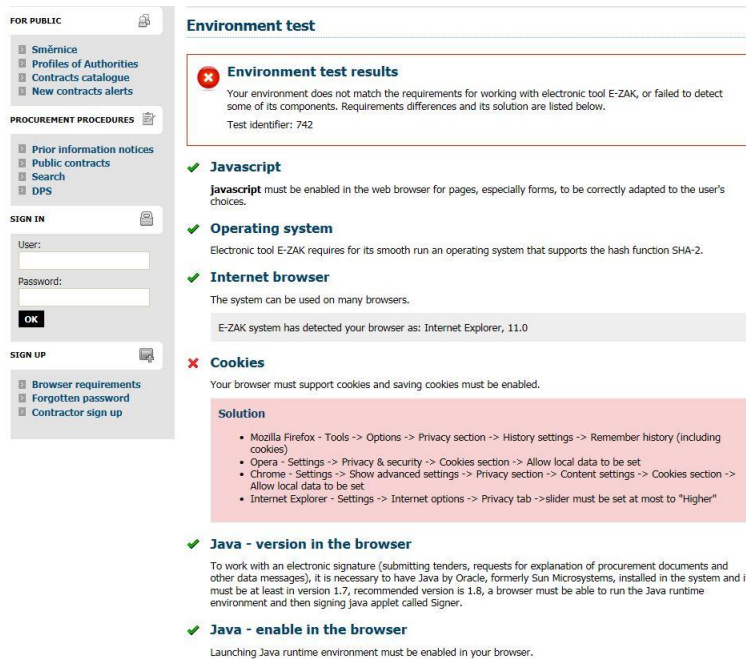 FOR PUBLIC
Směrnice
Profiles of Authorities
Contracts catalogue
New contracts alerts
PROCUREMENT PROCEDURES
Prior information notices
Public contracts
Search
DPS
SIGN IN
User:
Password:
OK
SIGN UP
Browser requirements
Forgotten password
Contractor sign up
Environment test
Environment test results
Your environment does not match the requirements for working with electronic tool E-ZAK, or failed to detect
some of its components. Requirements differences and its solution are listed below.
Test identifier: 742
Javascript
javascript must be enabled in the web browser for pages, especially forms, to be correctly adapted to the user's
choices.
Operating system
Electronic tool E-ZAK requires for its smooth run an operating system that supports the hash function SHA-2.
Internet browser
The system can be used on many browsers.
E-ZAK system has detected your browser as: Internet Explorer, 11.0
Cookies
Your browser must support cookies and saving cookies must be enabled.
Solution
• Mozilla Firefox - Tools -> Options -> Privacy section -> History settings -> Remember history (including
cookies)
• Opera - Settings -> Privacy & security -> Cookies section -> Allow local data to be set
• Chrome - Settings -> Show advanced settings -> Privacy section -> Content settings -> Cookies section ->
Allow local data to be set
• Internet Explorer - Settings -> Internet options -> Privacy tab ->slider must be set at most to "Higher"
Java - version in the browser
To work with an electronic signature (submitting tenders, requests for explanation of procurement documents and
other data messages), it is necessary to have Java by Oracle, formerly Sun Microsystems, installed in the system and
must be at least in version 1.7, recommended version is 1.8, a browser must be able to run the Java runtime
environment and then signing java applet called Signer.
Java - enable in the browser
Launching Java runtime environment must be enabled in your browser.